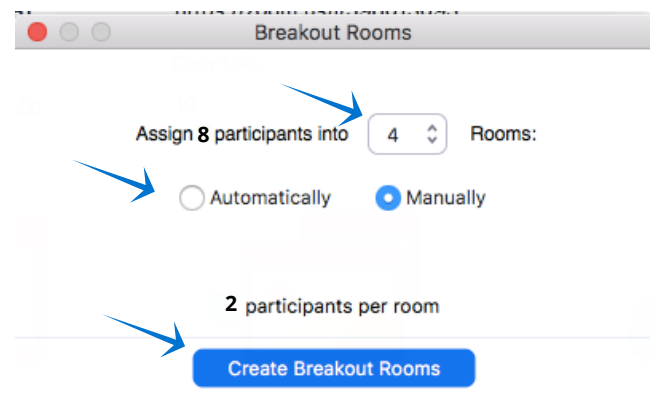 Breakout Rooms
Assign 8 participants into 4 Rooms:
Automatically Manually
2 participants per room
Create Breakout Rooms